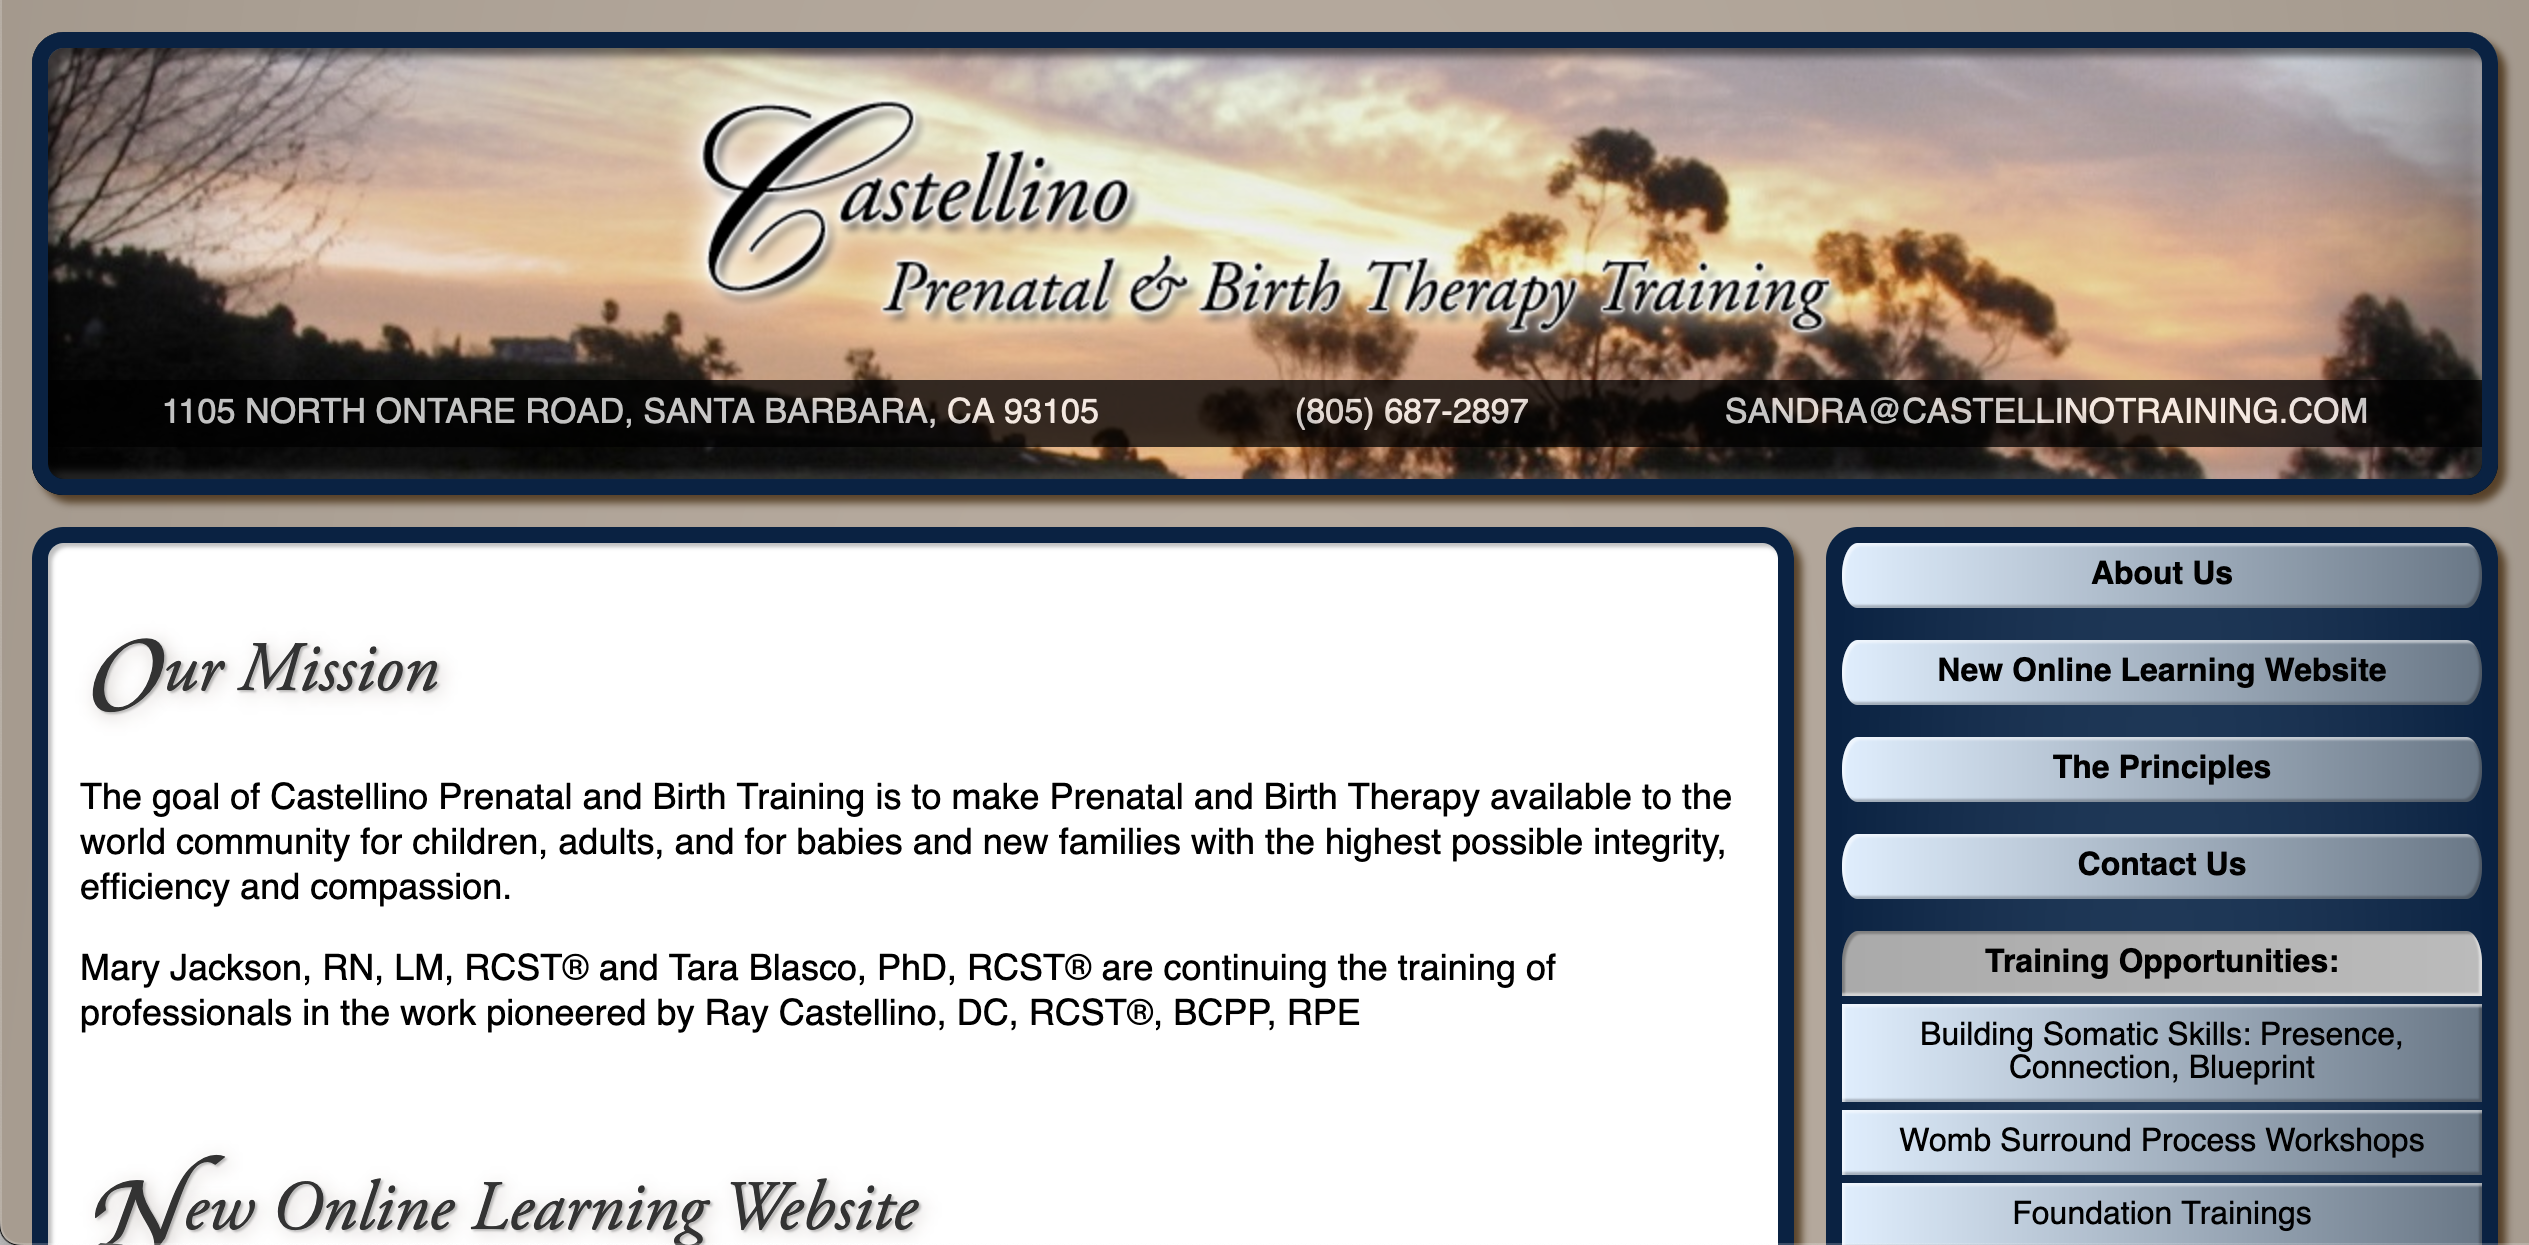 Castellino
Prenatal & Birth Therapy Training
1105 NORTH ONTARE ROAD, SANTA BARBARA, CA 93105
(805) 687-2897
SANDRA@CASTELLINOTRAINING.COM
Our Mission
The goal of Castellino Prenatal and Birth Training is to make Prenatal and Birth Therapy available to the
world community for children, adults, and for babies and new families with the highest possible integrity,
efficiency and compassion.
Mary Jackson, RN, LM, RCST® and Tara Blasco, PhD, RCST® are continuing the training of
professionals in the work pioneered by Ray Castellino, DC, RCST®, BCPP, RPE
New Online Learning Website
About Us
New Online Learning Website
The Principles
Contact Us
Training Opportunities:
Building Somatic Skills: Presence,
Connection, Blueprint
Womb Surround Process Workshops
Foundation Trainings